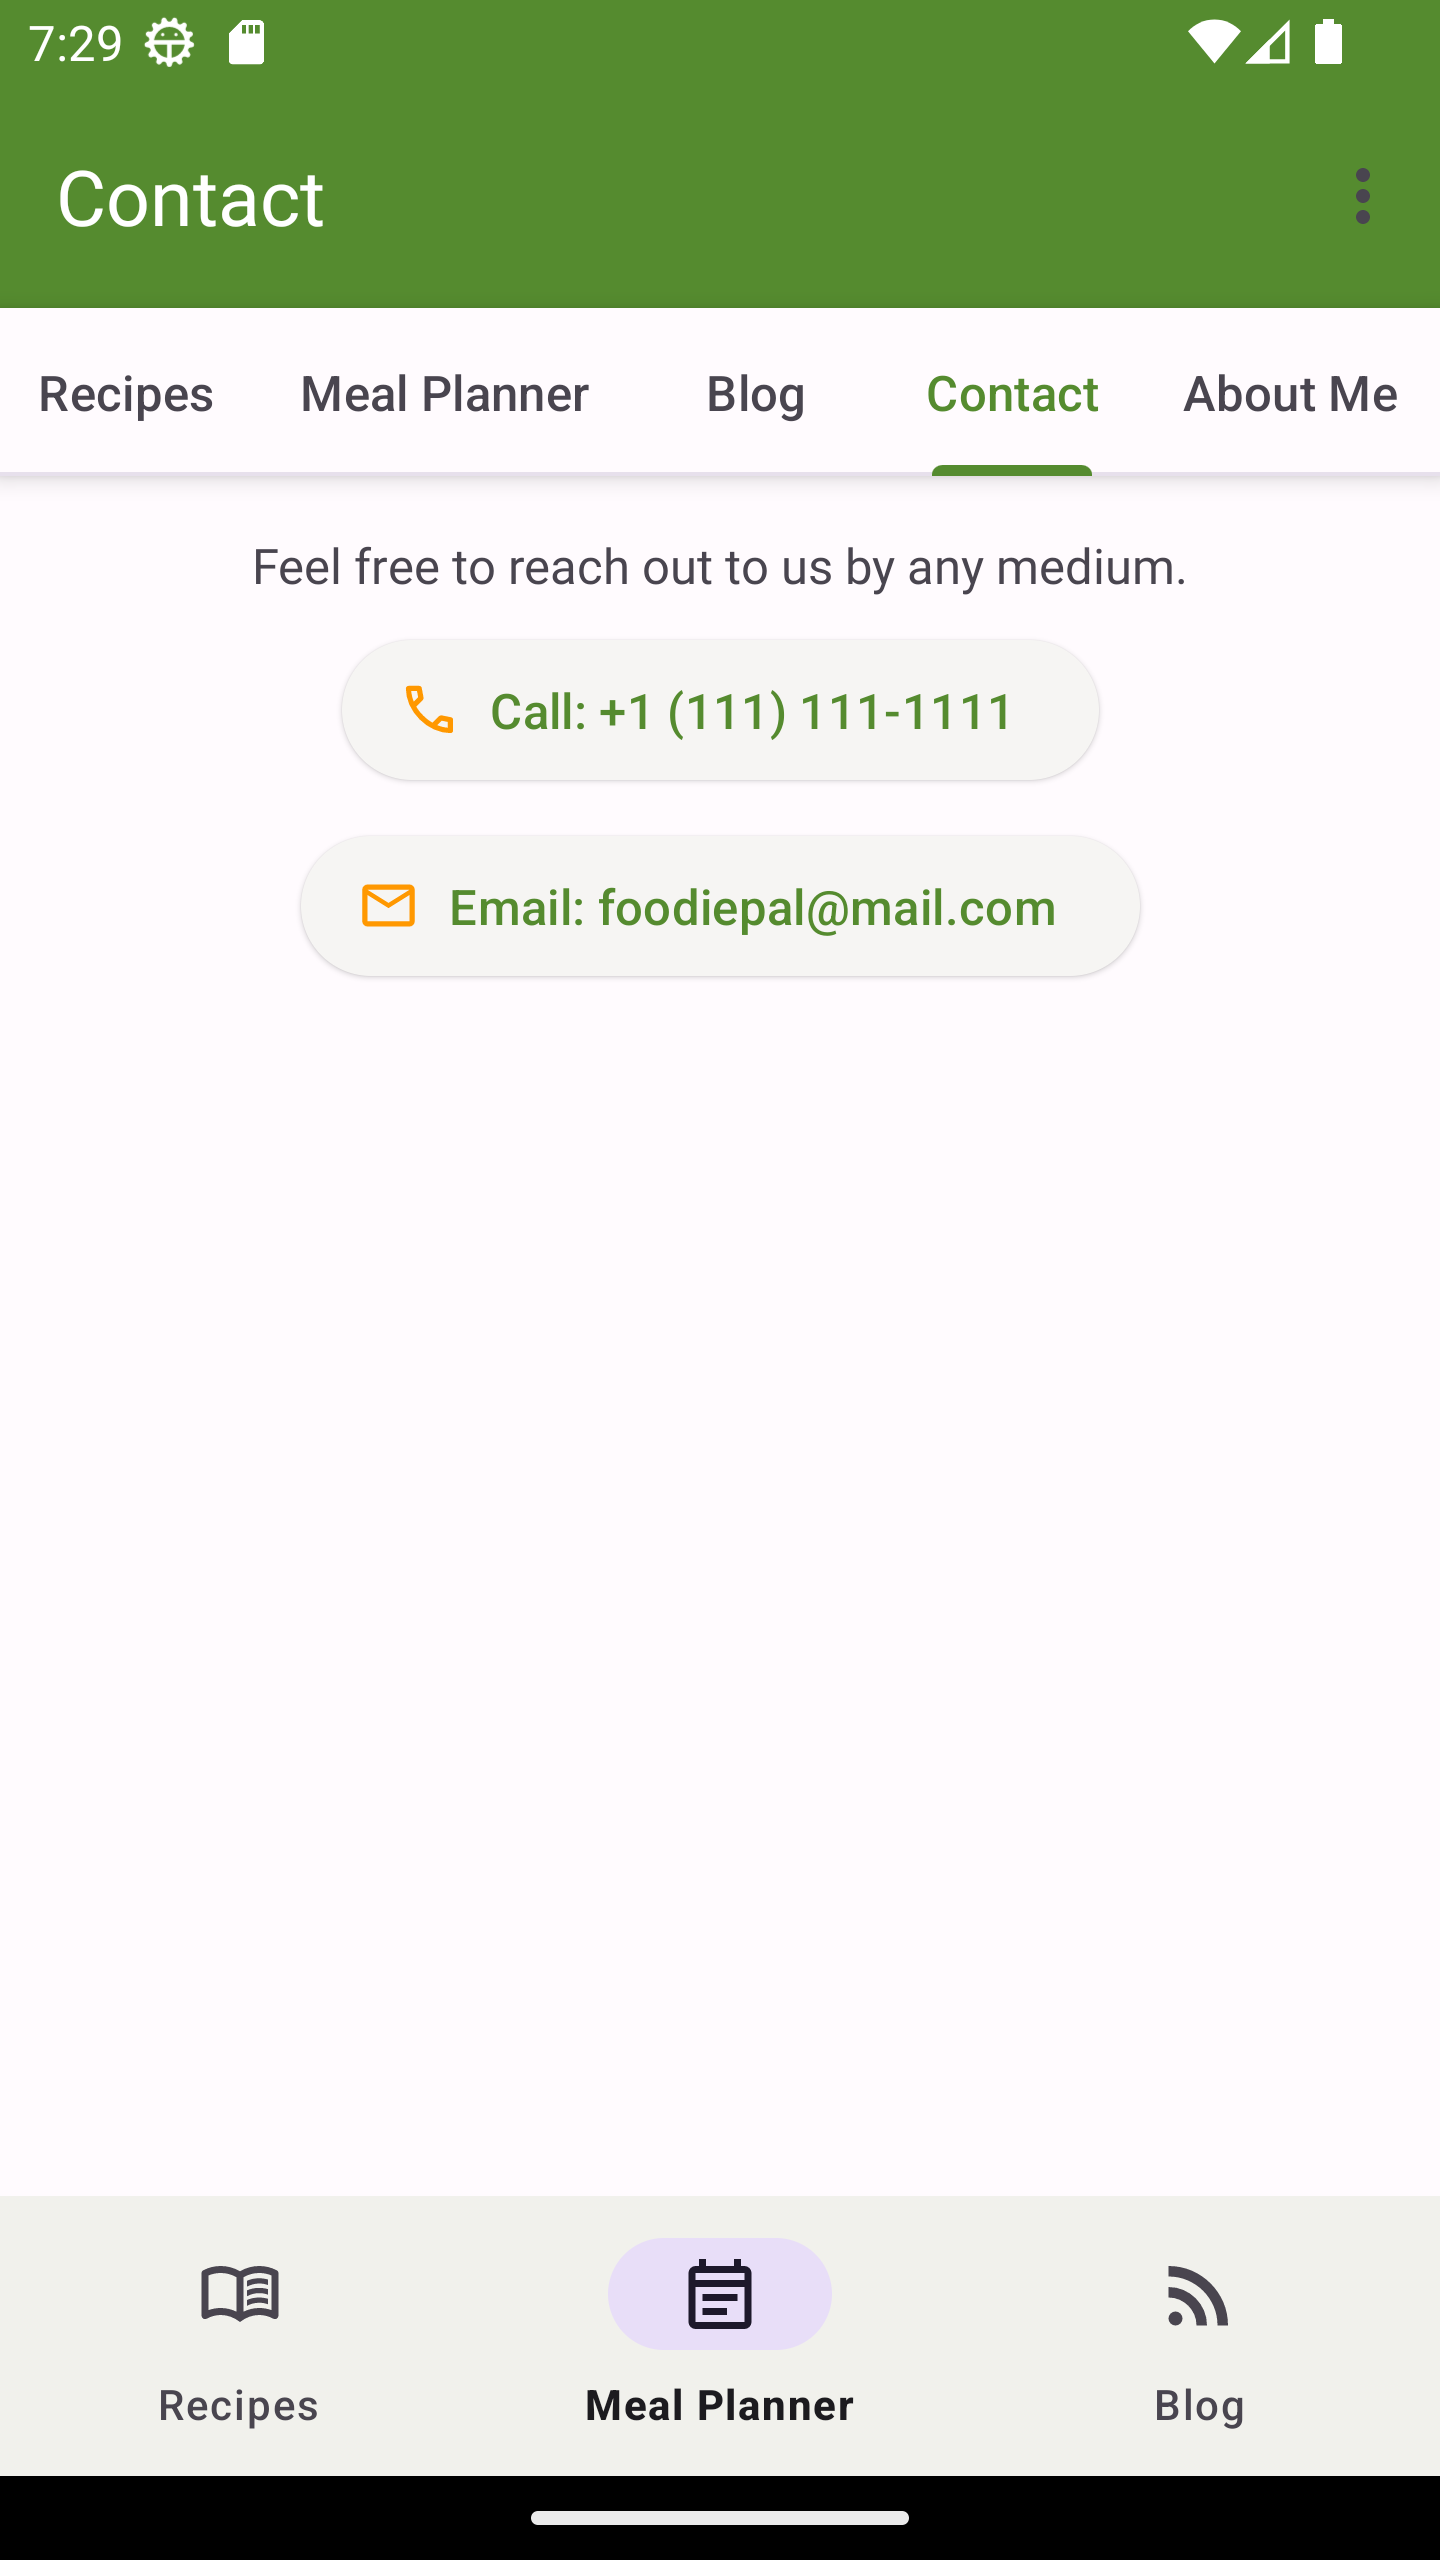 7:29
Contact
Recipes Meal Planner Blog Contact About Me
Feel free to reach out to us by any medium.
Call: +1 (111) 111-1111
Email: foodiepal@mail.com
Recipes Meal Planner Blog